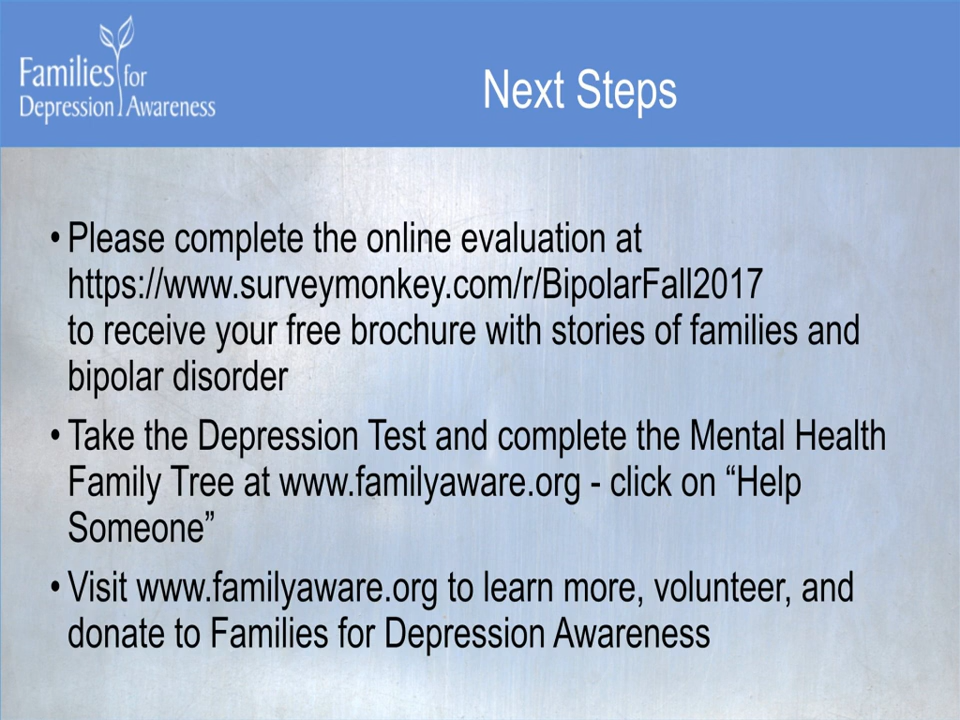 Families for
Depression Awareness
Next Steps
• Please complete the online evaluation at
https://www.surveymonkey.com/r/BipolarFall2017
to receive your free brochure with stories of families and
bipolar disorder
• Take the Depression Test and complete the Mental Health
Family Tree at www.familyaware.org - click on “Help
Someone”
• Visit www.familyaware.org to learn more, volunteer, and
donate to Families for Depression Awareness